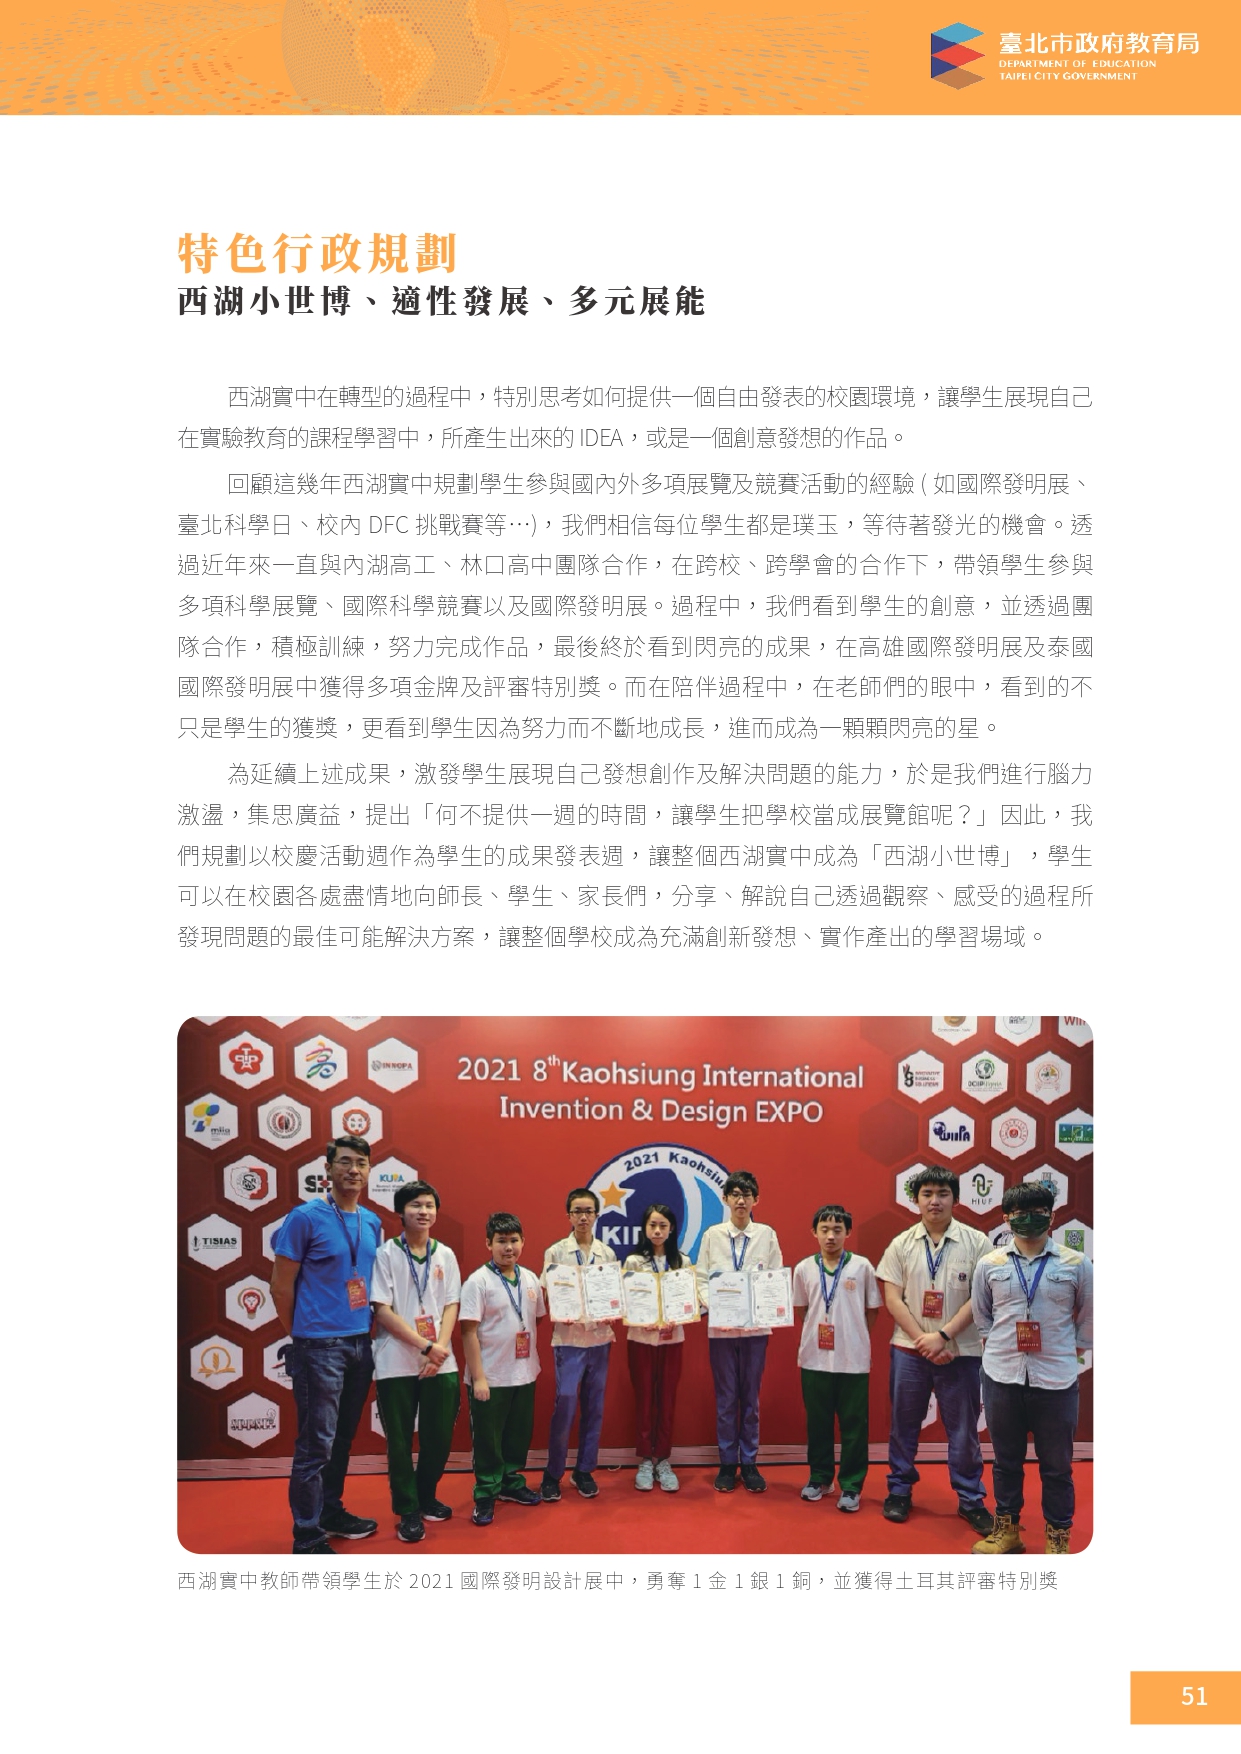 臺北市政府教育局
DEPARTMENT OF EDUCATION
TAIPEI CITY GOVERNMENT
特色行政規劃
西湖小世博、適性發展、多元展能
西湖實中在轉型的過程中，特別思考如何提供一個自由發表的校園環境，讓學生展現自己
在實驗教育的課程學習中，所產生出來的 IDEA，或是一個創意發想的作品。
回顧這幾年西湖實中規劃學生參與國內外多項展覽及競賽活動的經驗 ( 如國際發明展、
臺北科學日、校內 DFC 挑戰賽等…)，我們相信每位學生都是璞玉，等待著發光的機會。透
過近年來一直與內湖高工、林口高中團隊合作，在跨校、跨學會的合作下，帶領學生參與
多項科學展覽、國際科學競賽以及國際發明展。過程中，我們看到學生的創意，並透過團
隊合作，積極訓練，努力完成作品，最後終於看到閃亮的成果，在高雄國際發明展及泰國
國際發明展中獲得多項金牌及評審特別獎。而在陪伴過程中，在老師們的眼中，看到的不
只是學生的獲獎，更看到學生因為努力而不斷地成長，進而成為一顆顆閃亮的星。
為延續上述成果，激發學生展現自己發想創作及解決問題的能力，於是我們進行腦力
激盪，集思廣益，提出「何不提供一週的時間，讓學生把學校當成展覽館呢？」因此，我
們規劃以校慶活動週作為學生的成果發表週，讓整個西湖實中成為「西湖小世博」，學生
可以在校園各處盡情地向師長、學生、家長們，分享、解說自己透過觀察、感受的過程所
發現問題的最佳可能解決方案，讓整個學校成為充滿創新發想、實作產出的學習場域。
2021 8th Kaohsiung International
Invention & Design EXPO
INNOPA
WIIPA
2021 Kaohsiu
KI
HIUF
TISIAS
西湖實中教師帶領學生於 2021 國際發明設計展中，勇奪 1 金 1 銀 1 銅，並獲得土耳其評審特別獎
51